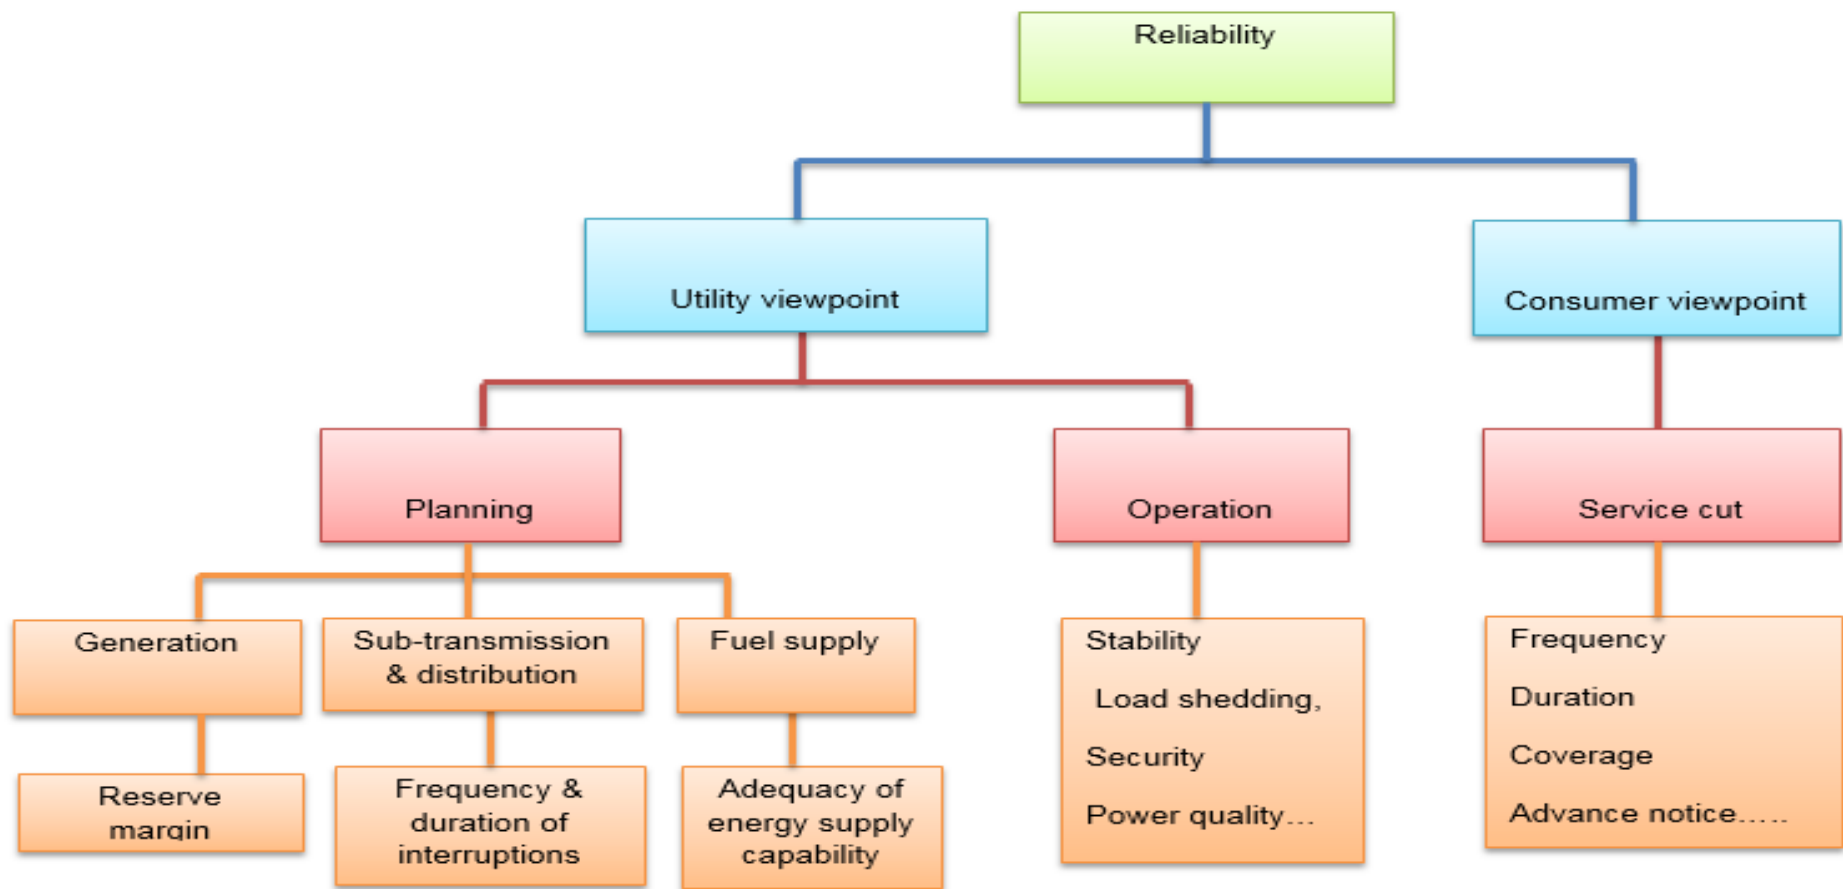 Reliability
Utility viewpoint
Consumer viewpoint
Planning
Operation
Service cut
Generation
Sub-transmission
& distribution
Fuel supply
Reserve
margin
Frequency &
duration of
interruptions
Adequacy of
energy supply
capability
Stability
Load shedding,
Security
Power quality…
Frequency
Duration
Coverage
Advance notice…..